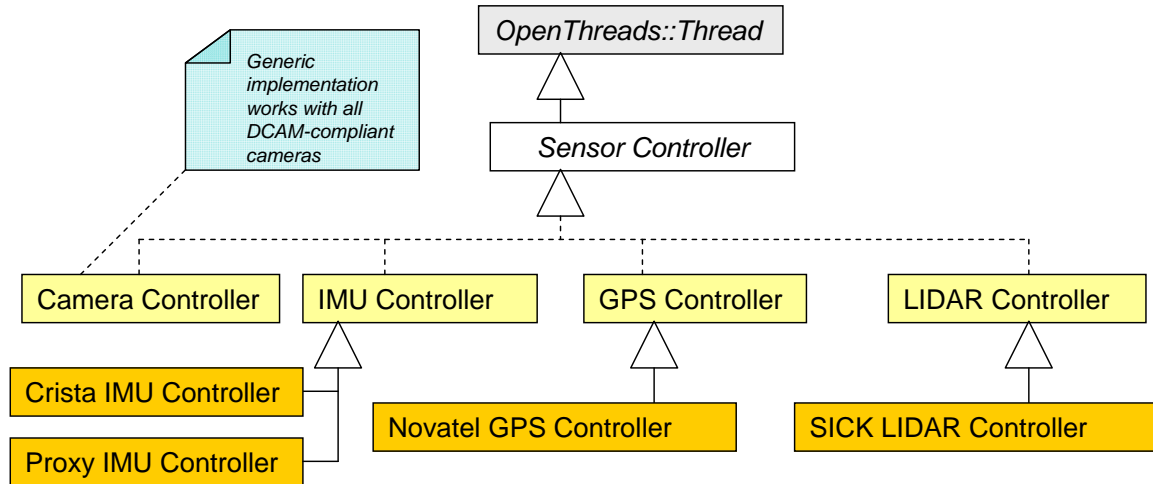 OpenThreads::Thread
Generic
implementation
works with all
DCAM-compliant
cameras
Sensor Controller
Camera Controller
IMU Controller
GPS Controller
LIDAR Controller
Crista IMU Controller
Novatel GPS Controller
SICK LIDAR Controller
Proxy IMU Controller